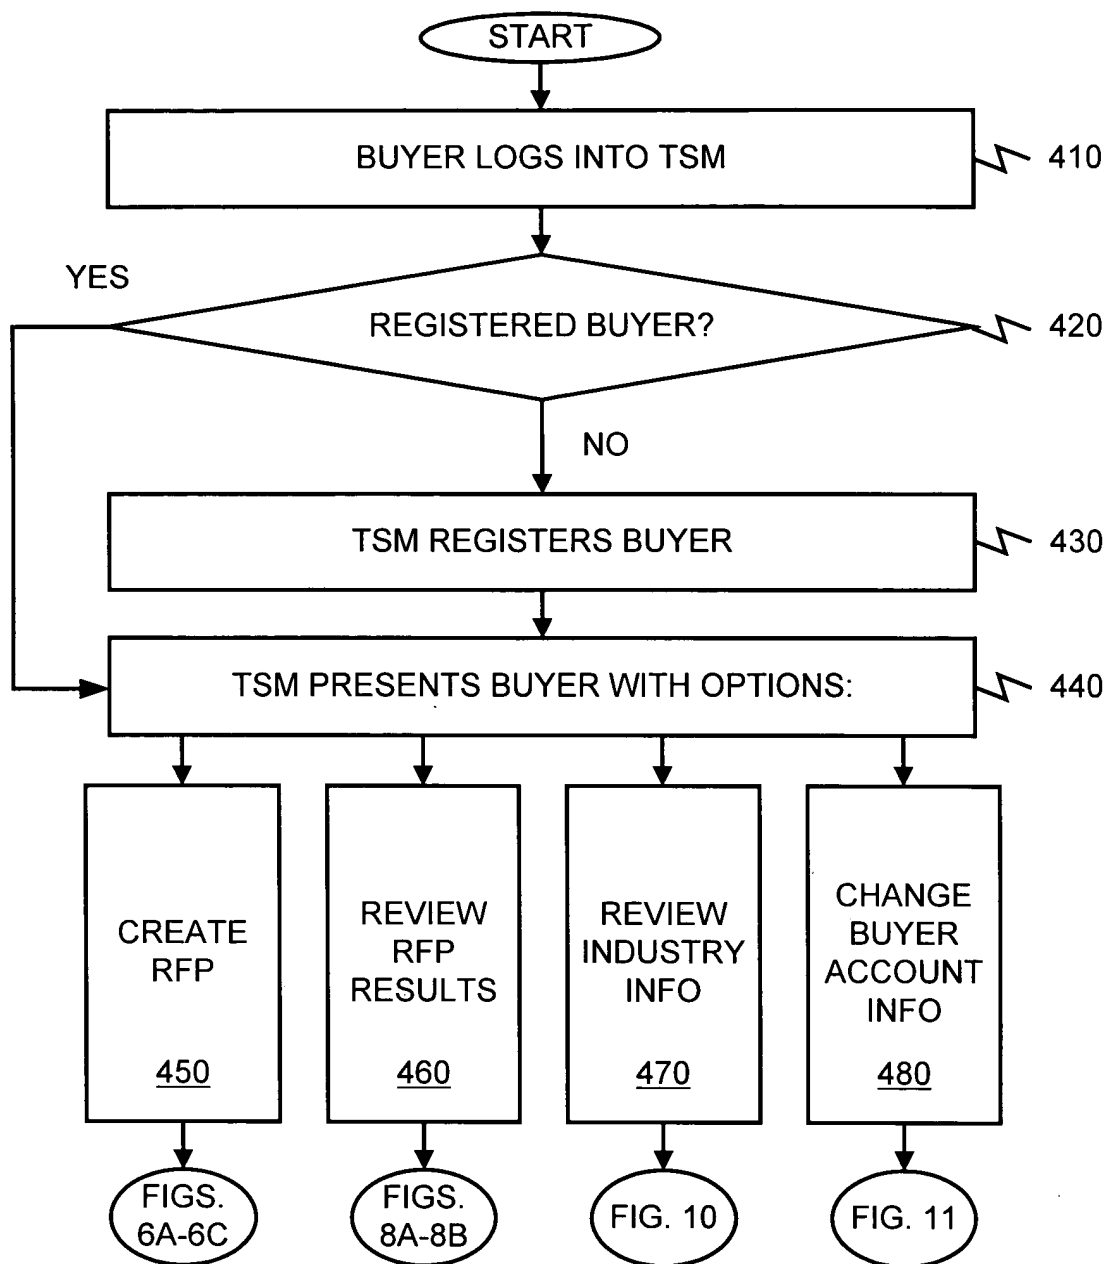 START
BUYER LOGS INTO TSM
410
YES
REGISTERED BUYER?
420
NO
TSM REGISTERS BUYER
430
TSM PRESENTS BUYER WITH OPTIONS:
440
CREATE
RFP
450
REVIEW
RFP
RESULTS
460
REVIEW
INDUSTRY
INFO
470
CHANGE
BUYER
ACCOUNT
INFO
480
FIGS.
6A-6C
FIGS.
8A-8B
FIG. 10
FIG. 11